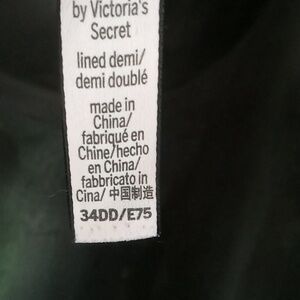 by Victoria's
Secret
lined demi/
demi doublé
made in
China/
fabriqué en
Chine/hecho
en China/
fabbricato in
Cina/ 中国制造
34DD/E75